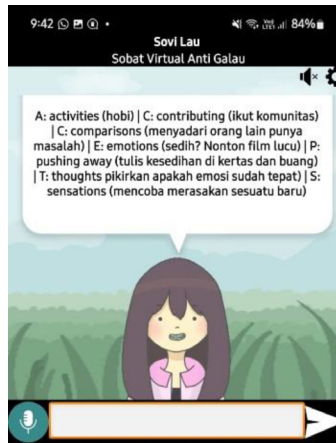 9:42
84%
Sovi Lau
Sobat Virtual Anti Galau
A: activities (hobi) | C: contributing (ikut komunitas)
| C: comparisons (menyadari orang lain punya
masalah) | E: emotions (sedih? Nonton film lucu) | P:
pushing away (tulis kesedihan di kertas dan buang)
| T: thoughts pikirkan apakah emosi sudah tepat) | S:
sensations (mencoba merasakan sesuatu baru)